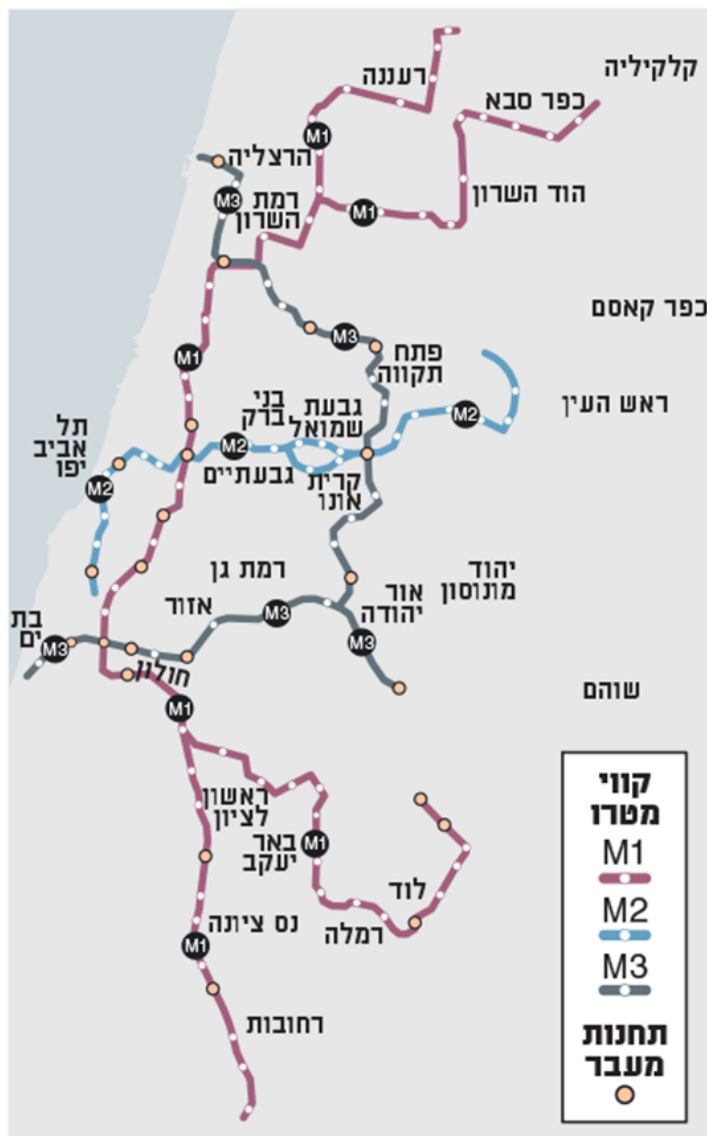 רעננה
קלקיליה
כפר סבא
M1
הרצליה
M3
רמת
השרון
M1
הוד השרון
כפר קאסם
M3
M1
פתח
תקווה
ראש העין
בני
ברק
גבעת
שמואל
M2
תל
אביב
יפו
M2
גבעתיים
קרית
אונו
M2
רמת גן
יהוד
מונוסון
אור
יהודה
אזור
M3
בת
ים
M3
M3
חולון
שוהם
M1
ראשון
לציון
באר
יעקב
M1
לוד
רמלה
נס ציונה
M1
רחובות
קווי
מטרו
M1
M2
M3
תחנות
מעבר